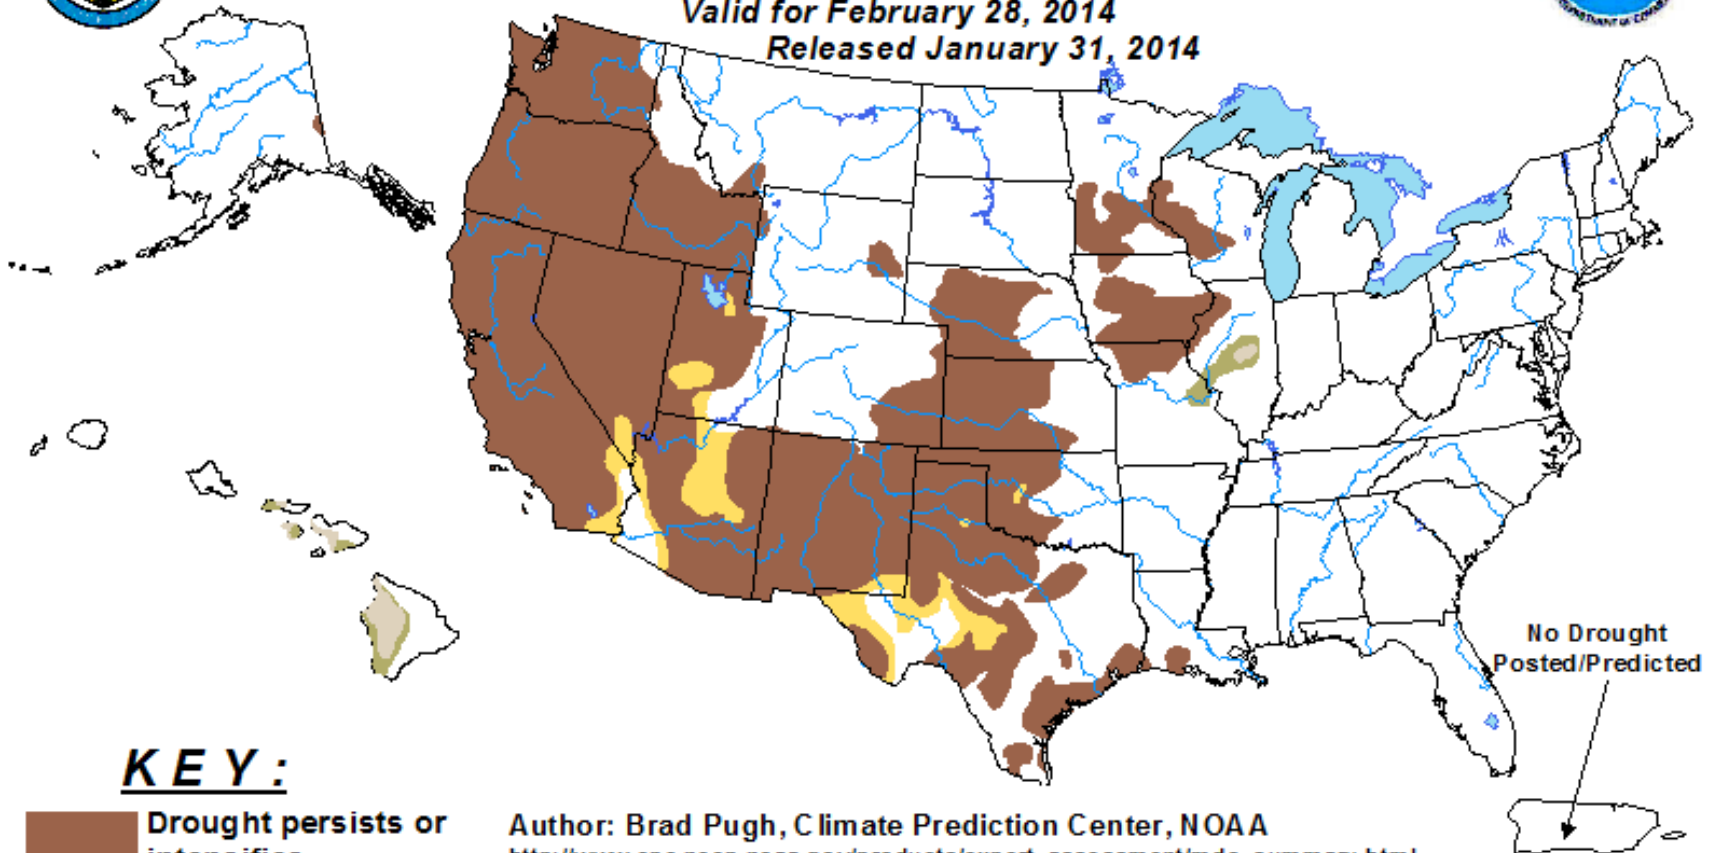 Valid for February 28, 2014
Released January 31, 2014
No Drought
Posted/Predicted
KEY:
Drought persists or
intensifies
Author: Brad Pugh, Climate Prediction Center, NOAA